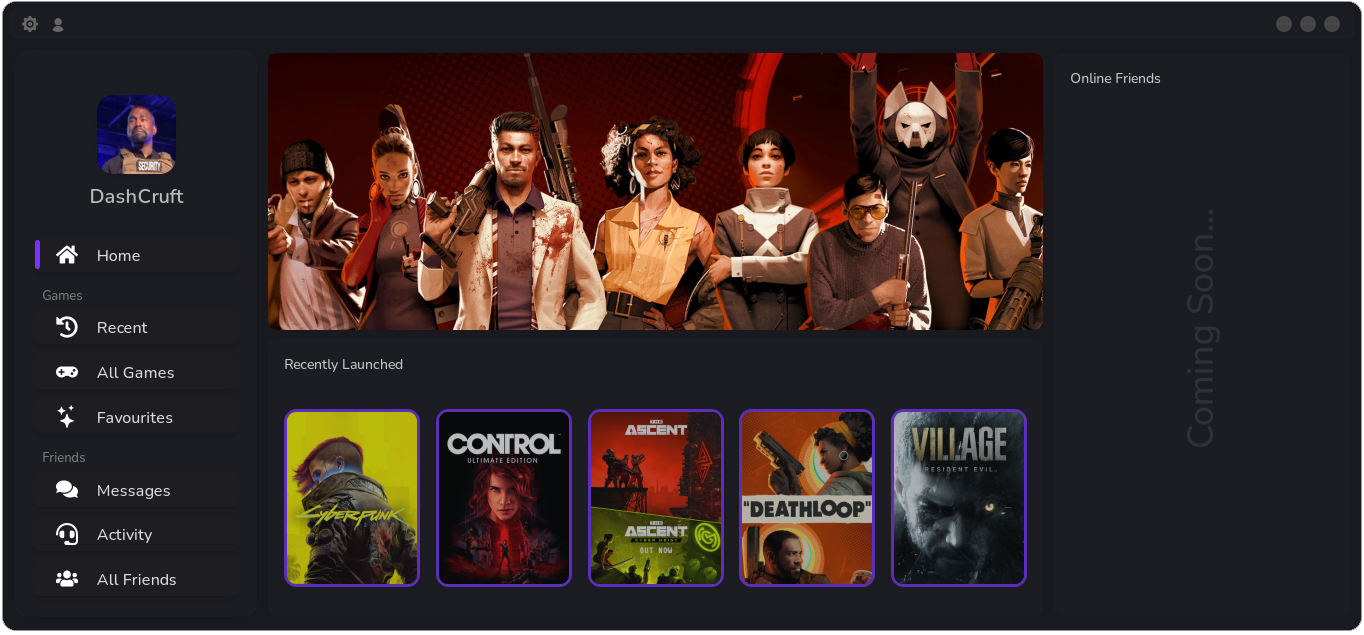 SECURITY
DashCruft
Home
Games
Recent
All Games
Favourites
Friends
Messages
Activity
All Friends
Recently Launched
Cyberpunk
CONTROL
ULTIMATE EDITION
THE
ASCENT
THE
ASCENT
CYBER HEIST
OUT NOW
"DEATHLOOP"
VILLAGE
RESIDENT EVIL™
Online Friends
Coming Soon...